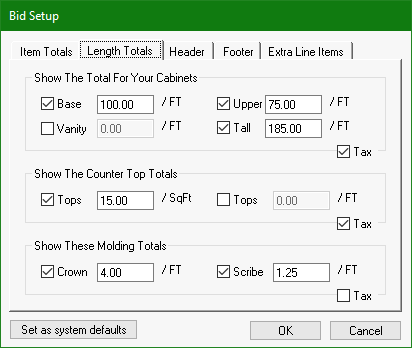 Bid Setup
Item Totals Length Totals Header Footer Extra Line Items
Show The Total For Your Cabinets
Base 100.00 / FT Upper 75.00 / FT
Vanity 0.00 / FT Tall 185.00 / FT
Tax
Show The Counter Top Totals
Tops 15.00 / SqFt Tops 0.00 / FT
Tax
Show These Molding Totals
Crown 4.00 / FT Scribe 1.25 / FT
Tax
Set as system defaults OK Cancel